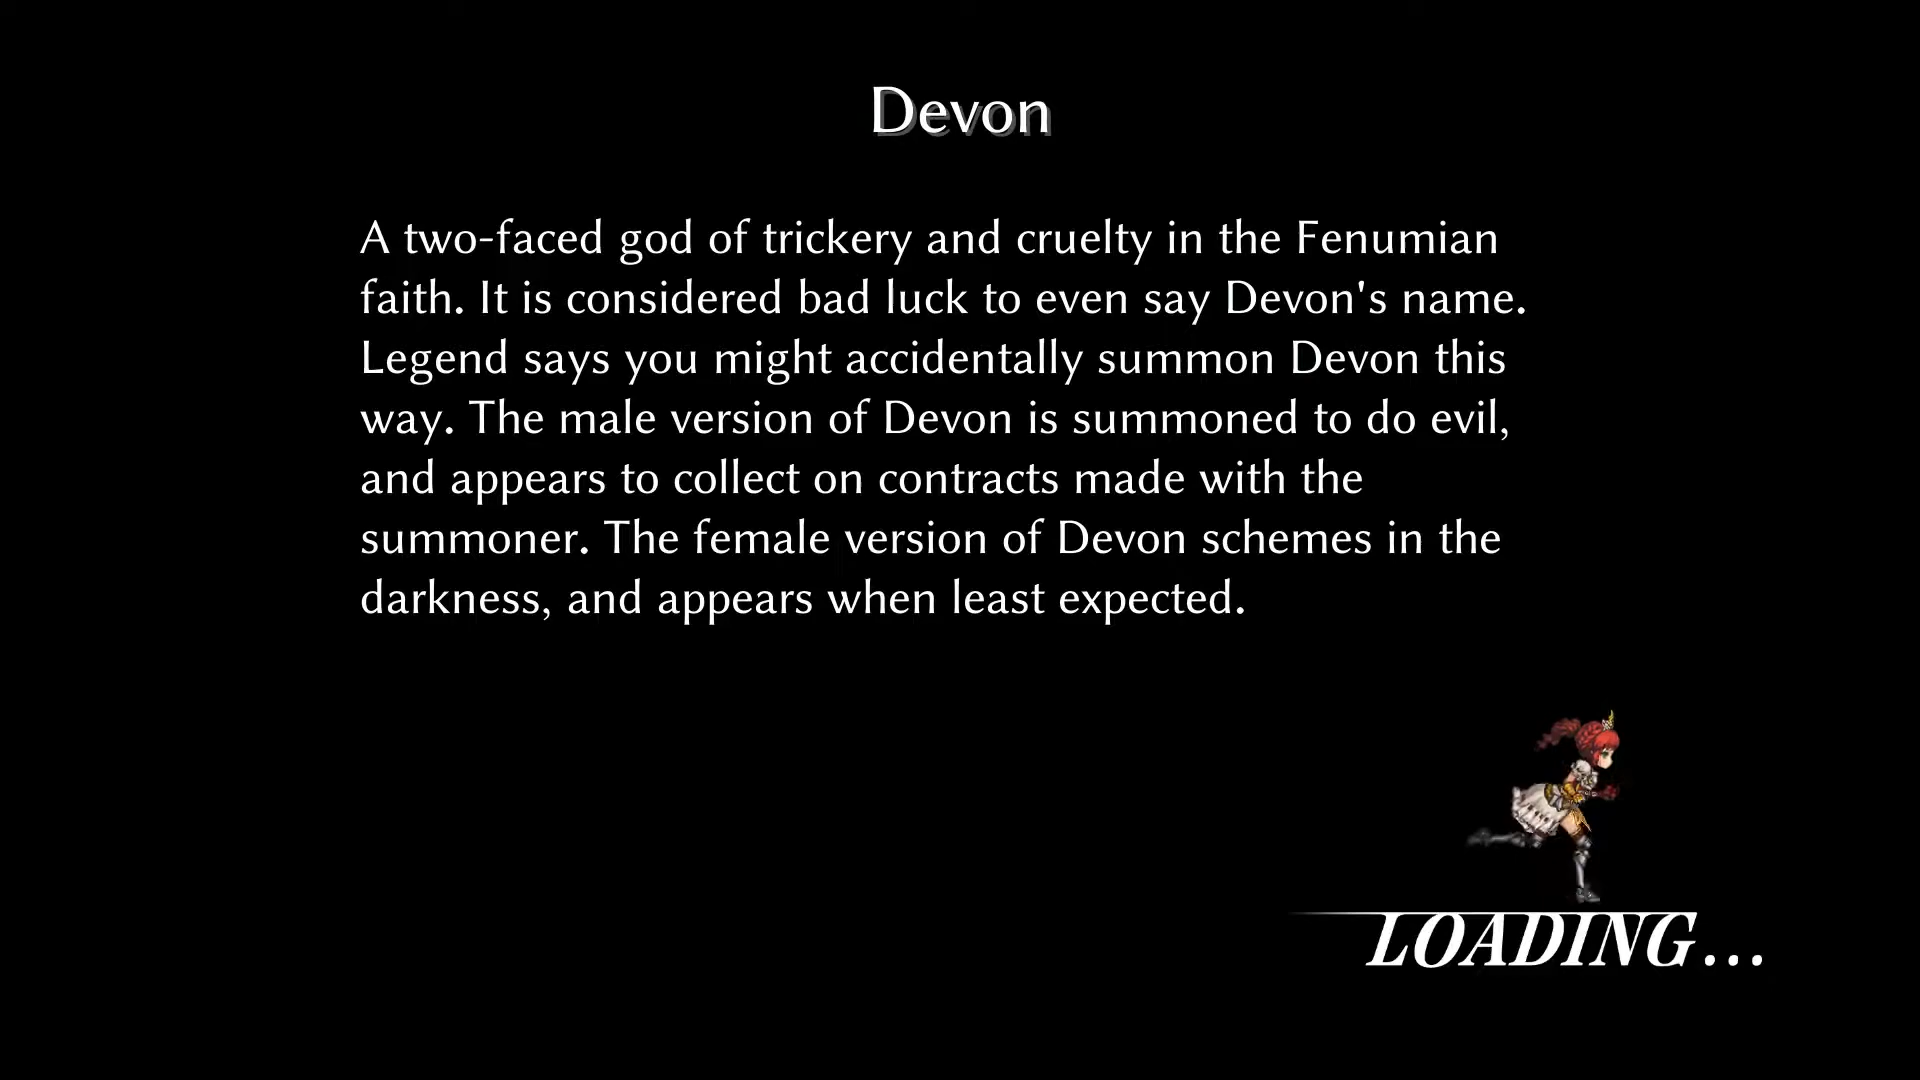 Devon
A two-faced god of trickery and cruelty in the Fenumian
faith. It is considered bad luck to even say Devon's name.
Legend says you might accidentally summon Devon this
way. The male version of Devon is summoned to do evil,
and appears to collect on contracts made with the
summoner. The female version of Devon schemes in the
darkness, and appears when least expected.
LOADING...